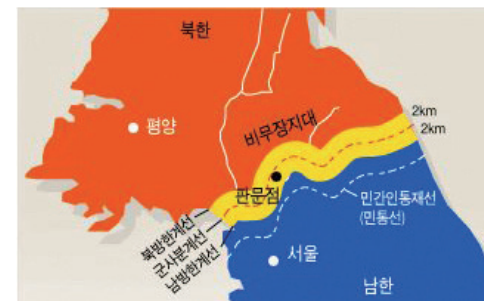 북한
평양
비무장지대
2km
2km
판문점
북방한계선
군사분계선
남방한계선
민간인통재선
(민통선)
서울
남한